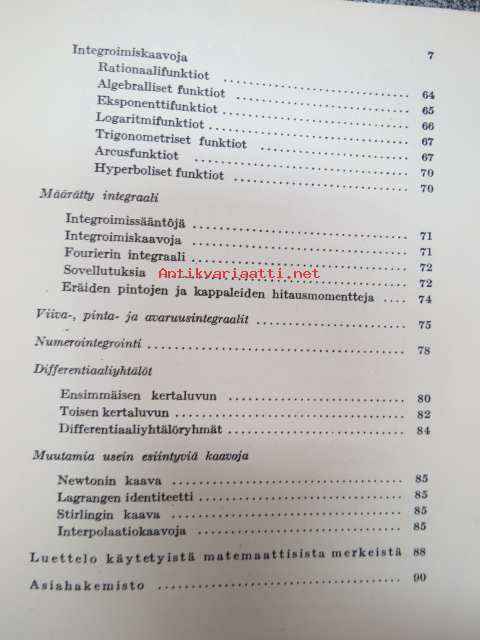 Integroimiskaavoja 7
Rationaalifunktiot 64
Algebralliset funktiot 65
Eksponenttifunktiot 66
Logaritmifunktiot 67
Trigonometriset funktiot 67
Arcusfunktiot 70
Hyperboliset funktiot 70
Määrätty integraali
Integroimissääntöjä 71
Integroimiskaavoja 71
Fourierin integraali 72
Sovellutuksia 72
Antikvariaatti.net
Eräiden pintojen ja kappaleiden hitausmomentteja 74
Viiva-, pinta- ja avaruusintegraalit 75
Numerointegrointi 78
Differentiaaliyhtälöt
Ensimmäisen kertaluvun 80
Toisen kertaluvun 82
Differentiaaliyhtälöryhmät 84
Muutamia usein esiintyviä kaavoja
Newtonin kaava 85
Lagrangen identiteetti 85
Stirlingin kaava 85
Interpolaatiokaavoja 85
Luettelo käytetyistä matemaattisista merkeistä 88
Asiahakemisto 90